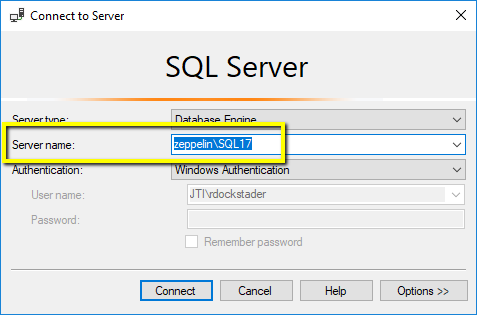 Connect to Server
SQL Server
Server type: Database Engine
Server name: zeppelin\SQL17
Authentication: Windows Authentication
User name: JTI\rdockstader
Password:
Remember password
Connect Cancel Help Options >>